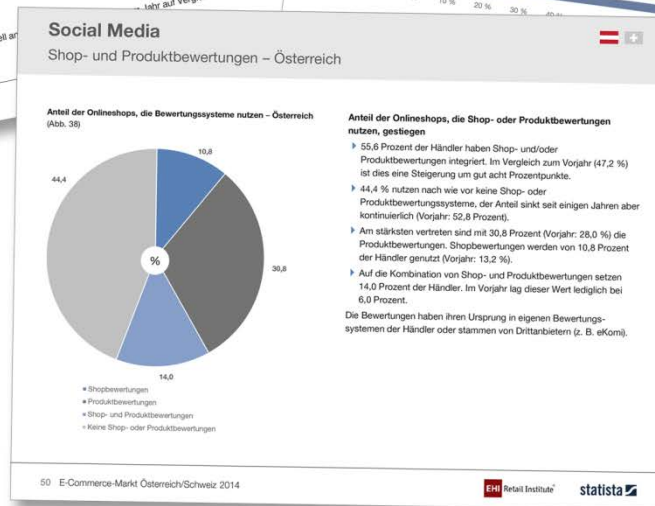 Jahr auf
10 %
20 %
30 %
Social Media
Shop- und Produktbewertungen – Österreich
Anteil der Onlineshops, die Bewertungssysteme nutzen – Österreich
(Abb. 38)
10,8
44,4
%
30,8
14,0
Shopbewertungen
Produktbewertungen
Shop- und Produktbewertungen
Keine Shop- oder Produktbewertungen
Anteil der Onlineshops, die Shop- oder Produktbewertungen
nutzen, gestiegen
55,6 Prozent der Händler haben Shop- und/oder
Produktbewertungen integriert. Im Vergleich zum Vorjahr (47,2 %)
ist dies eine Steigerung um gut acht Prozentpunkte.
44,4 % nutzen nach wie vor keine Shop- oder
Produktbewertungssysteme, der Anteil sinkt seit einigen Jahren aber
kontinuierlich (Vorjahr: 52,8 Prozent).
Am stärksten vertreten sind mit 30,8 Prozent (Vorjahr: 28,0 %) die
Produktbewertungen. Shopbewertungen werden von 10,8 Prozent
der Händler genutzt (Vorjahr: 13,2 %).
Auf die Kombination von Shop- und Produktbewertungen setzen
14,0 Prozent der Händler. Im Vorjahr lag dieser Wert lediglich bei
6,0 Prozent.
Die Bewertungen haben ihren Ursprung in eigenen Bewertungs-
systemen der Händler oder stammen von Drittanbietern (z. B. eKomi).
50 E-Commerce-Markt Österreich/Schweiz 2014
EHI Retail Institute®
statista